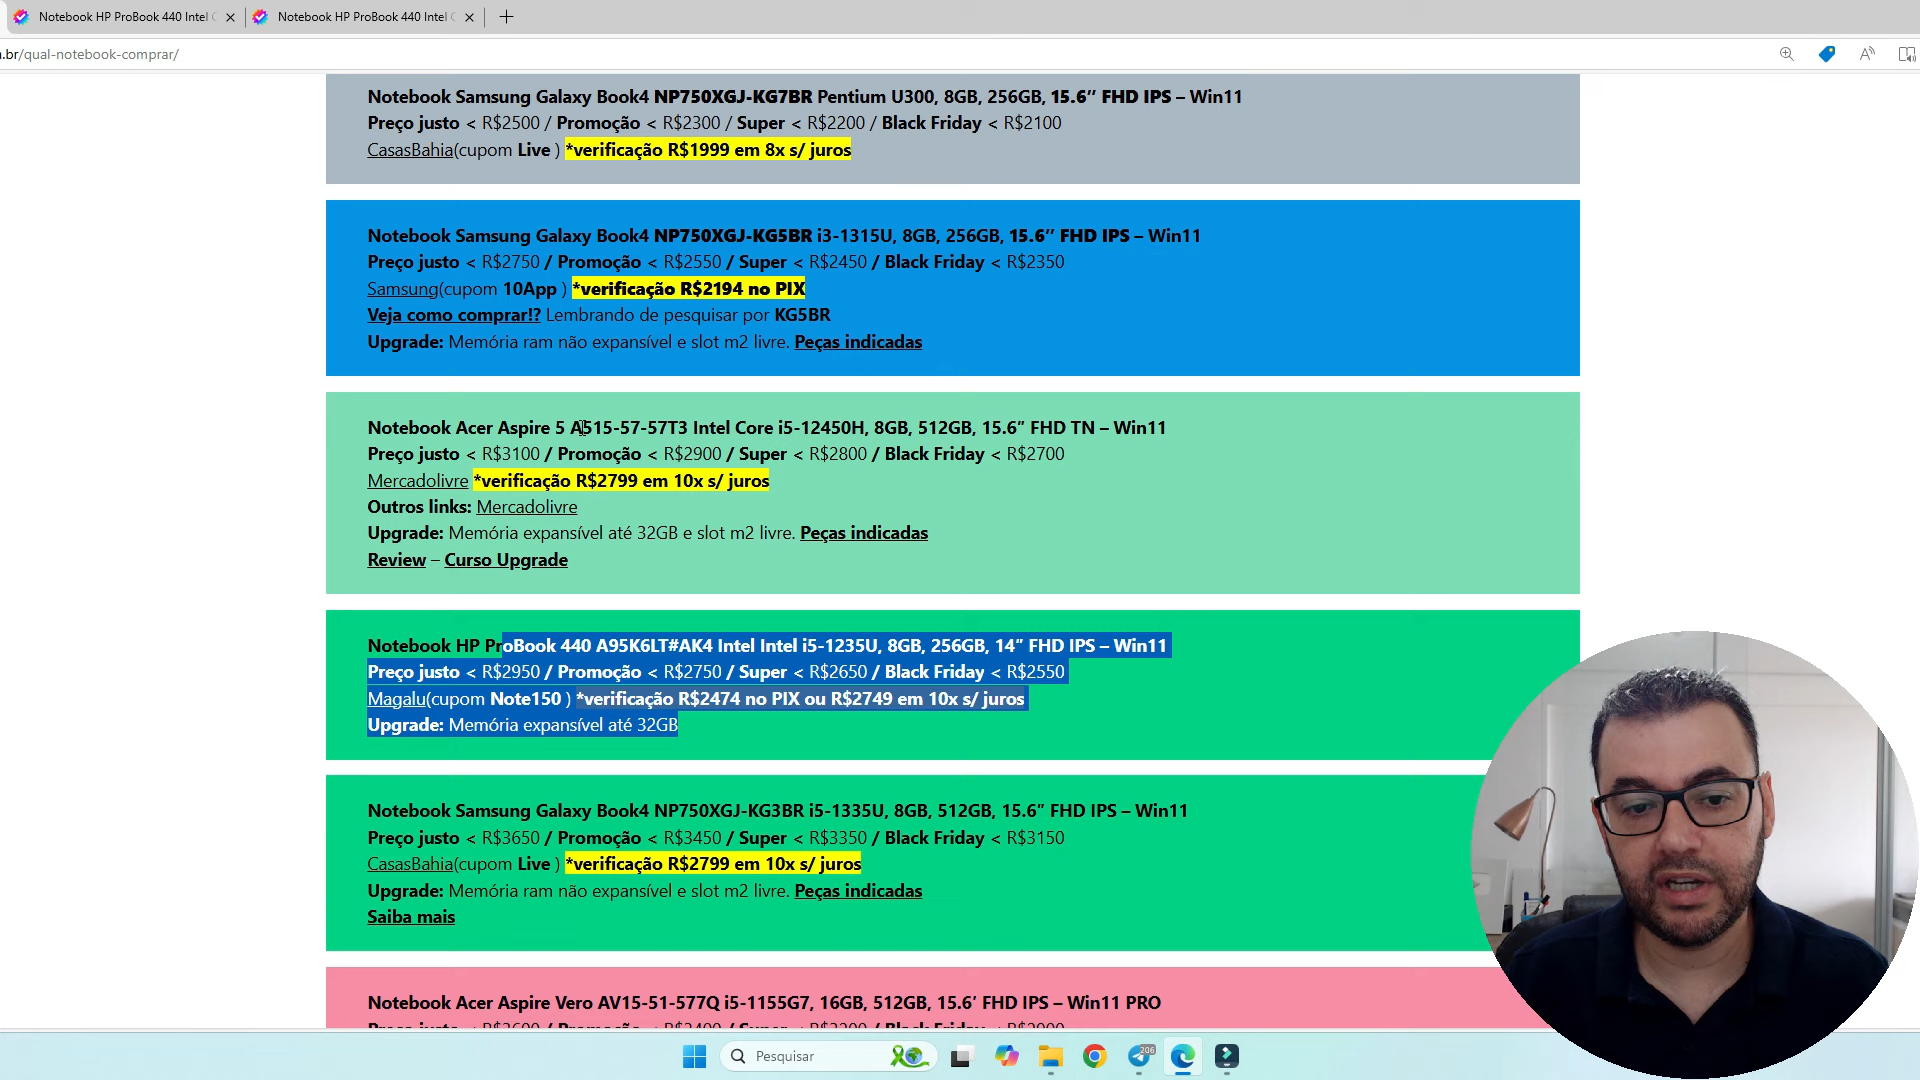 Notebook HP ProBook 440 Intel
Notebook HP ProBook 440 Intel
.br/qual-notebook-comprar/
Notebook Samsung Galaxy Book4 NP750XGJ-KG7BR Pentium U300, 8GB, 256GB, 15.6″ FHD IPS – Win11
Preço justo < R$2500 / Promoção < R$2300 / Super < R$2200 / Black Friday < R$2100
CasasBahia(cupom Live ) *verificação R$1999 em 8x s/ juros
Notebook Samsung Galaxy Book4 NP750XGJ-KG5BR i3-1315U, 8GB, 256GB, 15.6″ FHD IPS – Win11
Preço justo < R$2750 / Promoção < R$2550 / Super < R$2450 / Black Friday < R$2350
Samsung(cupom 10App ) *verificação R$2194 no PIX
Veja como comprar!? Lembrando de pesquisar por KG5BR
Upgrade: Memória ram não expansível e slot m2 livre. Peças indicadas
Notebook Acer Aspire 5 A515-57-57T3 Intel Core i5-12450H, 8GB, 512GB, 15.6″ FHD TN – Win11
Preço justo < R$3100 / Promoção < R$2900 / Super < R$2800 / Black Friday < R$2700
Mercadolivre *verificação R$2799 em 10x s/ juros
Outros links: Mercadolivre
Upgrade: Memória expansível até 32GB e slot m2 livre. Peças indicadas
Review – Curso Upgrade
Notebook HP ProBook 440 A95K6LT#AK4 Intel Intel i5-1235U, 8GB, 256GB, 14″ FHD IPS – Win11
Preço justo < R$2950 / Promoção < R$2750 / Super < R$2650 / Black Friday < R$2550
Magalu(cupom Note150 ) *verificação R$2474 no PIX ou R$2749 em 10x s/ juros
Upgrade: Memória expansível até 32GB
Notebook Samsung Galaxy Book4 NP750XGJ-KG3BR i5-1335U, 8GB, 512GB, 15.6″ FHD IPS – Win11
Preço justo < R$3650 / Promoção < R$3450 / Super < R$3350 / Black Friday < R$3150
CasasBahia(cupom Live ) *verificação R$2799 em 10x s/ juros
Upgrade: Memória ram não expansível e slot m2 livre. Peças indicadas
Saiba mais
Notebook Acer Aspire Vero AV15-51-577Q i5-1155G7, 16GB, 512GB, 15.6′ FHD IPS – Win11 PRO
Pesquisar
206